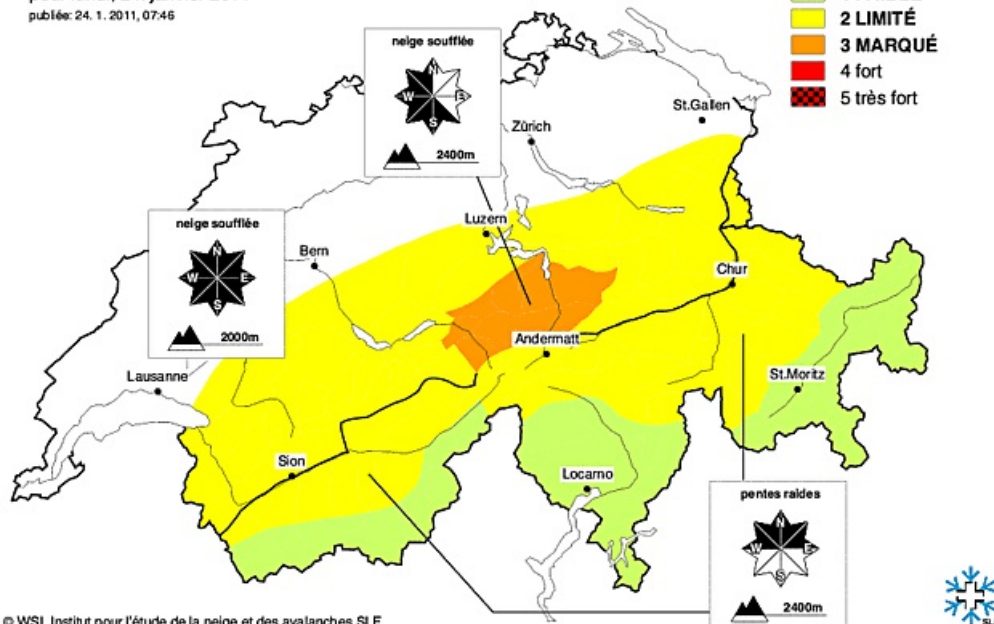 publiée: 24. 1. 2011, 07:46
2 LIMITÉ
3 MARQUÉ
4 fort
5 très fort
neige soufflée
N
W
E
S
2400m
St.Gallen
Zürich
neige soufflée
N
W
E
S
2000m
Luzern
Bern
Chur
Andermatt
Lausanne
St.Moritz
Sion
Locarno
pentes raides
N
W
E
S
2400m
© WSL Institut pour l'étude de la neige et des avalanches SLF